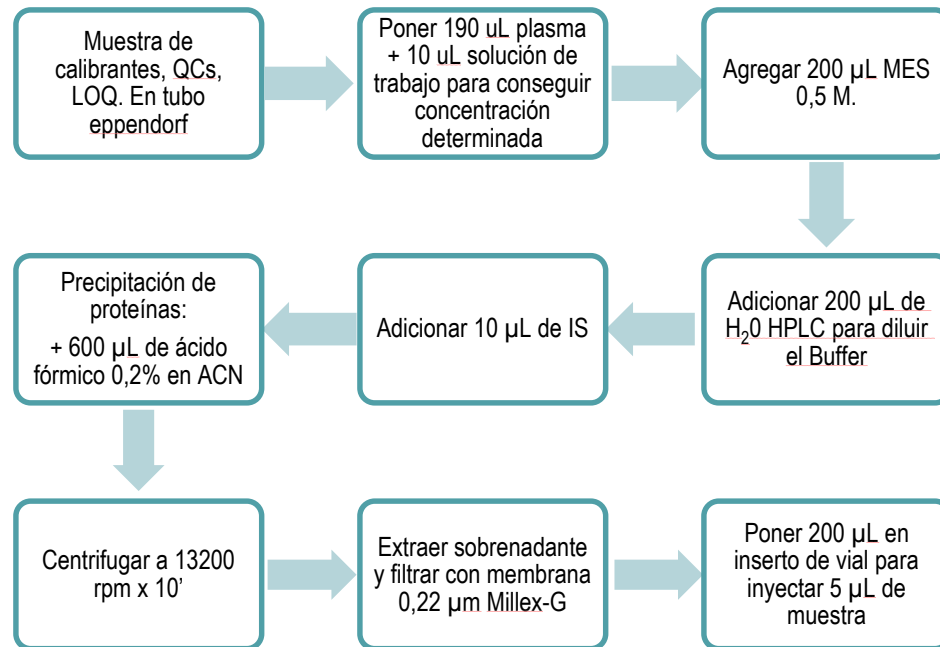 Muestra de
calibrantes, QCs,
LOQ. En tubo
eppendorf
Poner 190 uL plasma
+ 10 uL solución de
trabajo para conseguir
concentración
determinada
Agregar 200 µL MES
0,5 M.
Adicionar 200 µL de
H₂0 HPLC para diluir
el Buffer
Adicionar 10 µL de IS
Precipitación de
proteínas:
+ 600 µL de ácido
fórmico 0,2% en ACN
Centrifugar a 13200
rpm x 10’
Extraer sobrenadante
y filtrar con membrana
0,22 µm Millex-G
Poner 200 µL en
inserto de vial para
inyectar 5 µL de
muestra